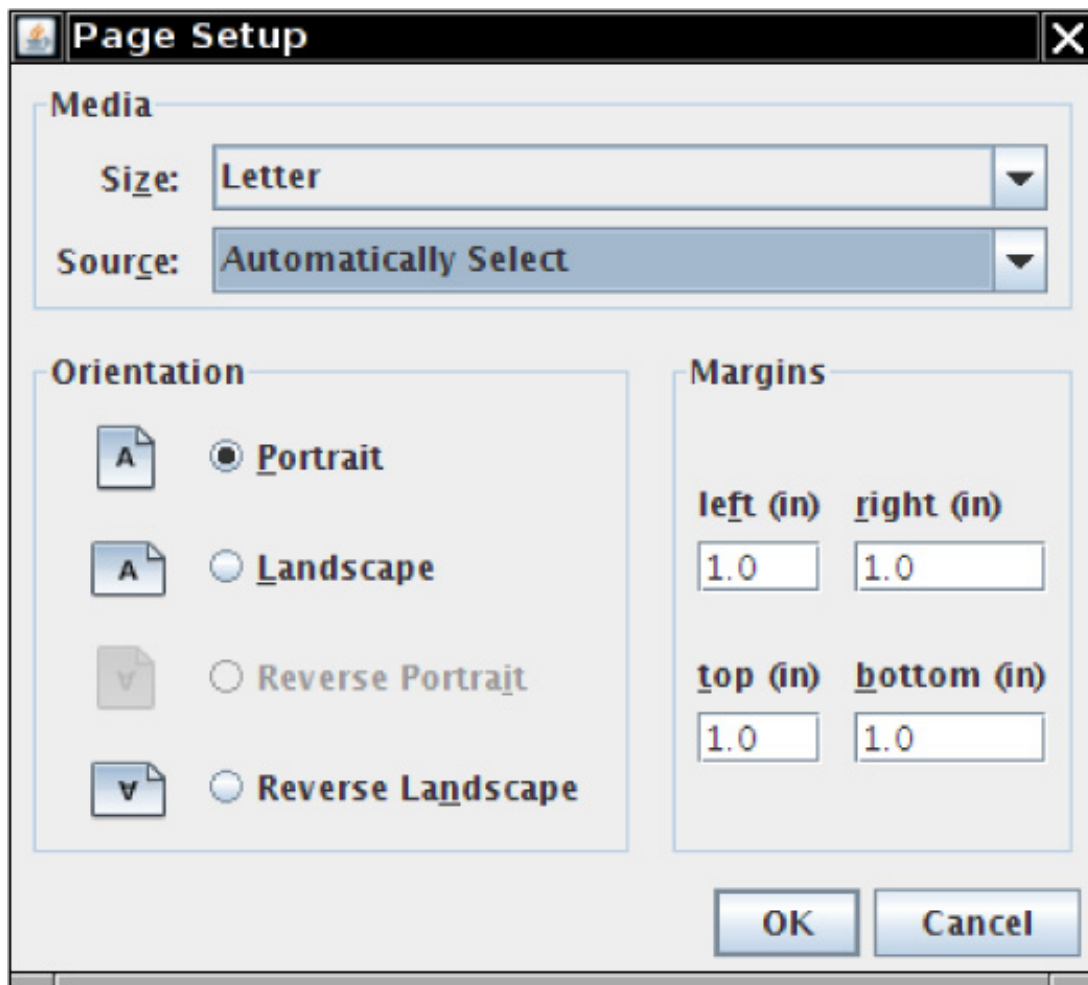 Page Setup
Media
Size: Letter
Source: Automatically Select
Orientation
A Portrait
A Landscape
A Reverse Portrait
A Reverse Landscape
Margins
left (in) right (in)
1.0 1.0
top (in) bottom (in)
1.0 1.0
OK Cancel